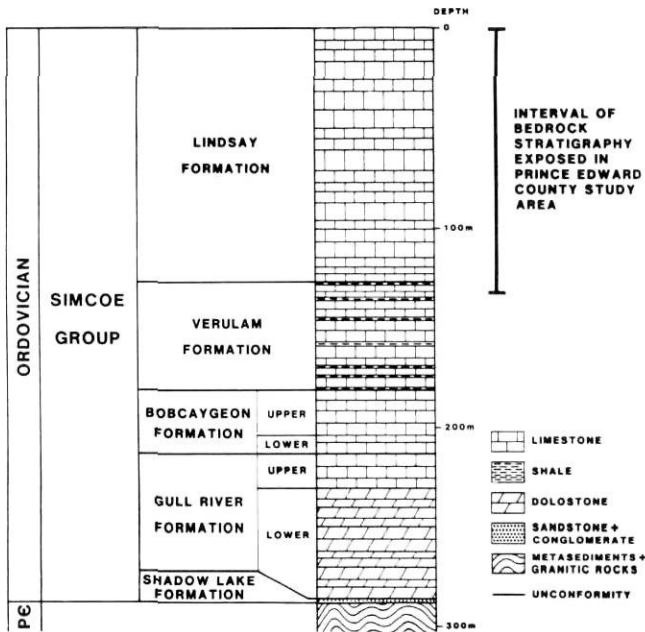 DEPTH
0
LINDSAY
FORMATION
INTERVAL OF
BEDROCK
STRATIGRAPHY
EXPOSED IN
PRINCE EDWARD
COUNTY STUDY
AREA
100m
ORDOVICIAN
SIMCOE
GROUP
VERULAM
FORMATION
BOBCAYGEON
FORMATION
UPPER
LOWER
200m
GULL RIVER
FORMATION
UPPER
LOWER
SHADOW LAKE
FORMATION
PЄ
300m
LIMESTONE
SHALE
DOLOSTONE
SANDSTONE+
CONGLOMERATE
METASEDIMENTS+
GRANITIC ROCKS
UNCONFORMITY